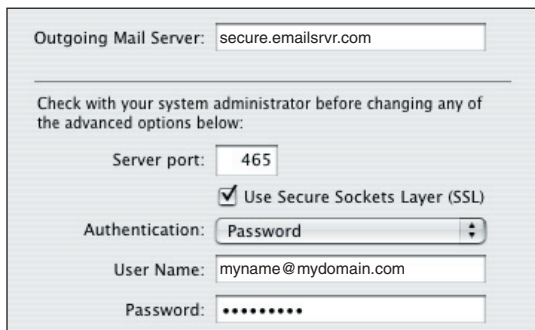 Outgoing Mail Server: secure.emailsrvr.com
Check with your system administrator before changing any of
the advanced options below:
Server port: 465
Use Secure Sockets Layer (SSL)
Authentication: Password
User Name: myname@mydomain.com
Password: •••••••••